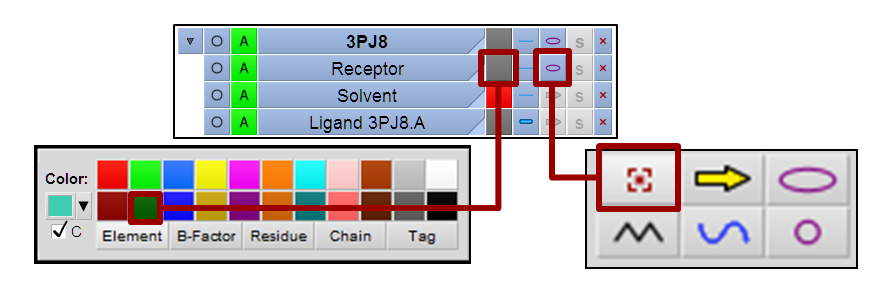 A 3PJ8 S ×
A Receptor S ×
A Solvent S ×
A Ligand 3PJ8.A S ×
Color:
C
Element B-Factor Residue Chain Tag